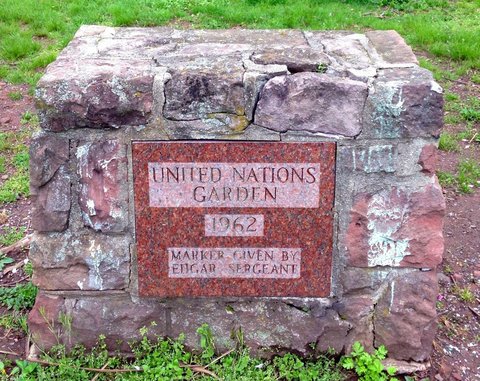 UNITED NATIONS
GARDEN
1962
MARKER GIVEN BY
EDGAR SERGEANT